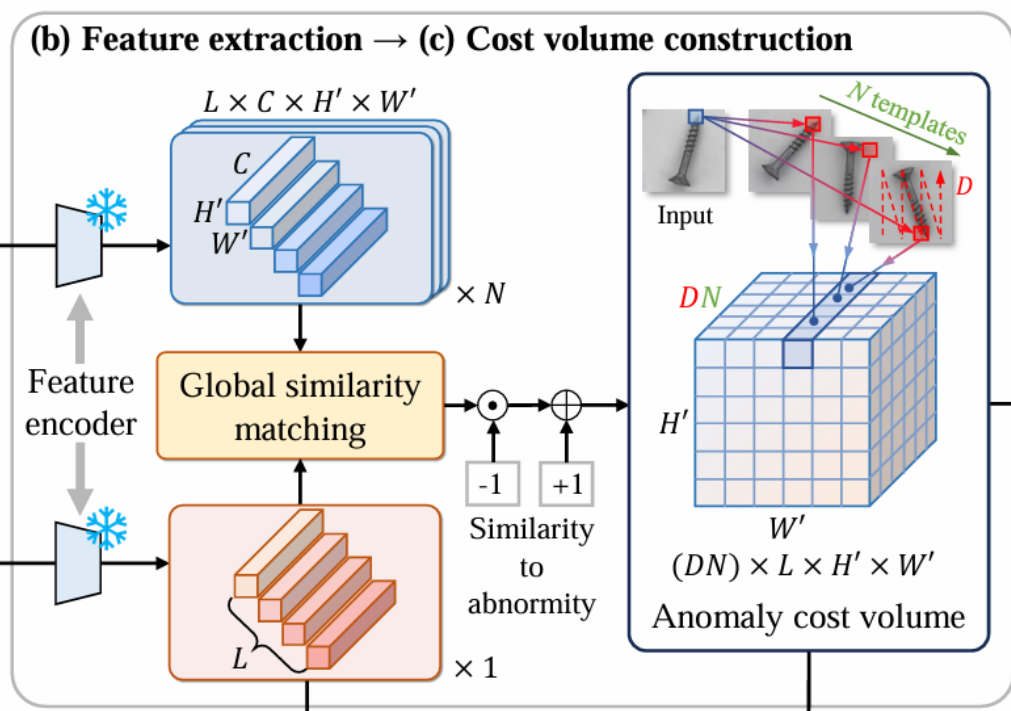 (b) Feature extraction → (c) Cost volume construction
L × C × H′ × W′
C
H′
W′
× N
Feature
encoder
Global similarity
matching
-1
+1
Similarity
to
abnormity
L
× 1
N templates
D
Input
DN
H′
W′
(DN) × L × H′ × W′
Anomaly cost volume